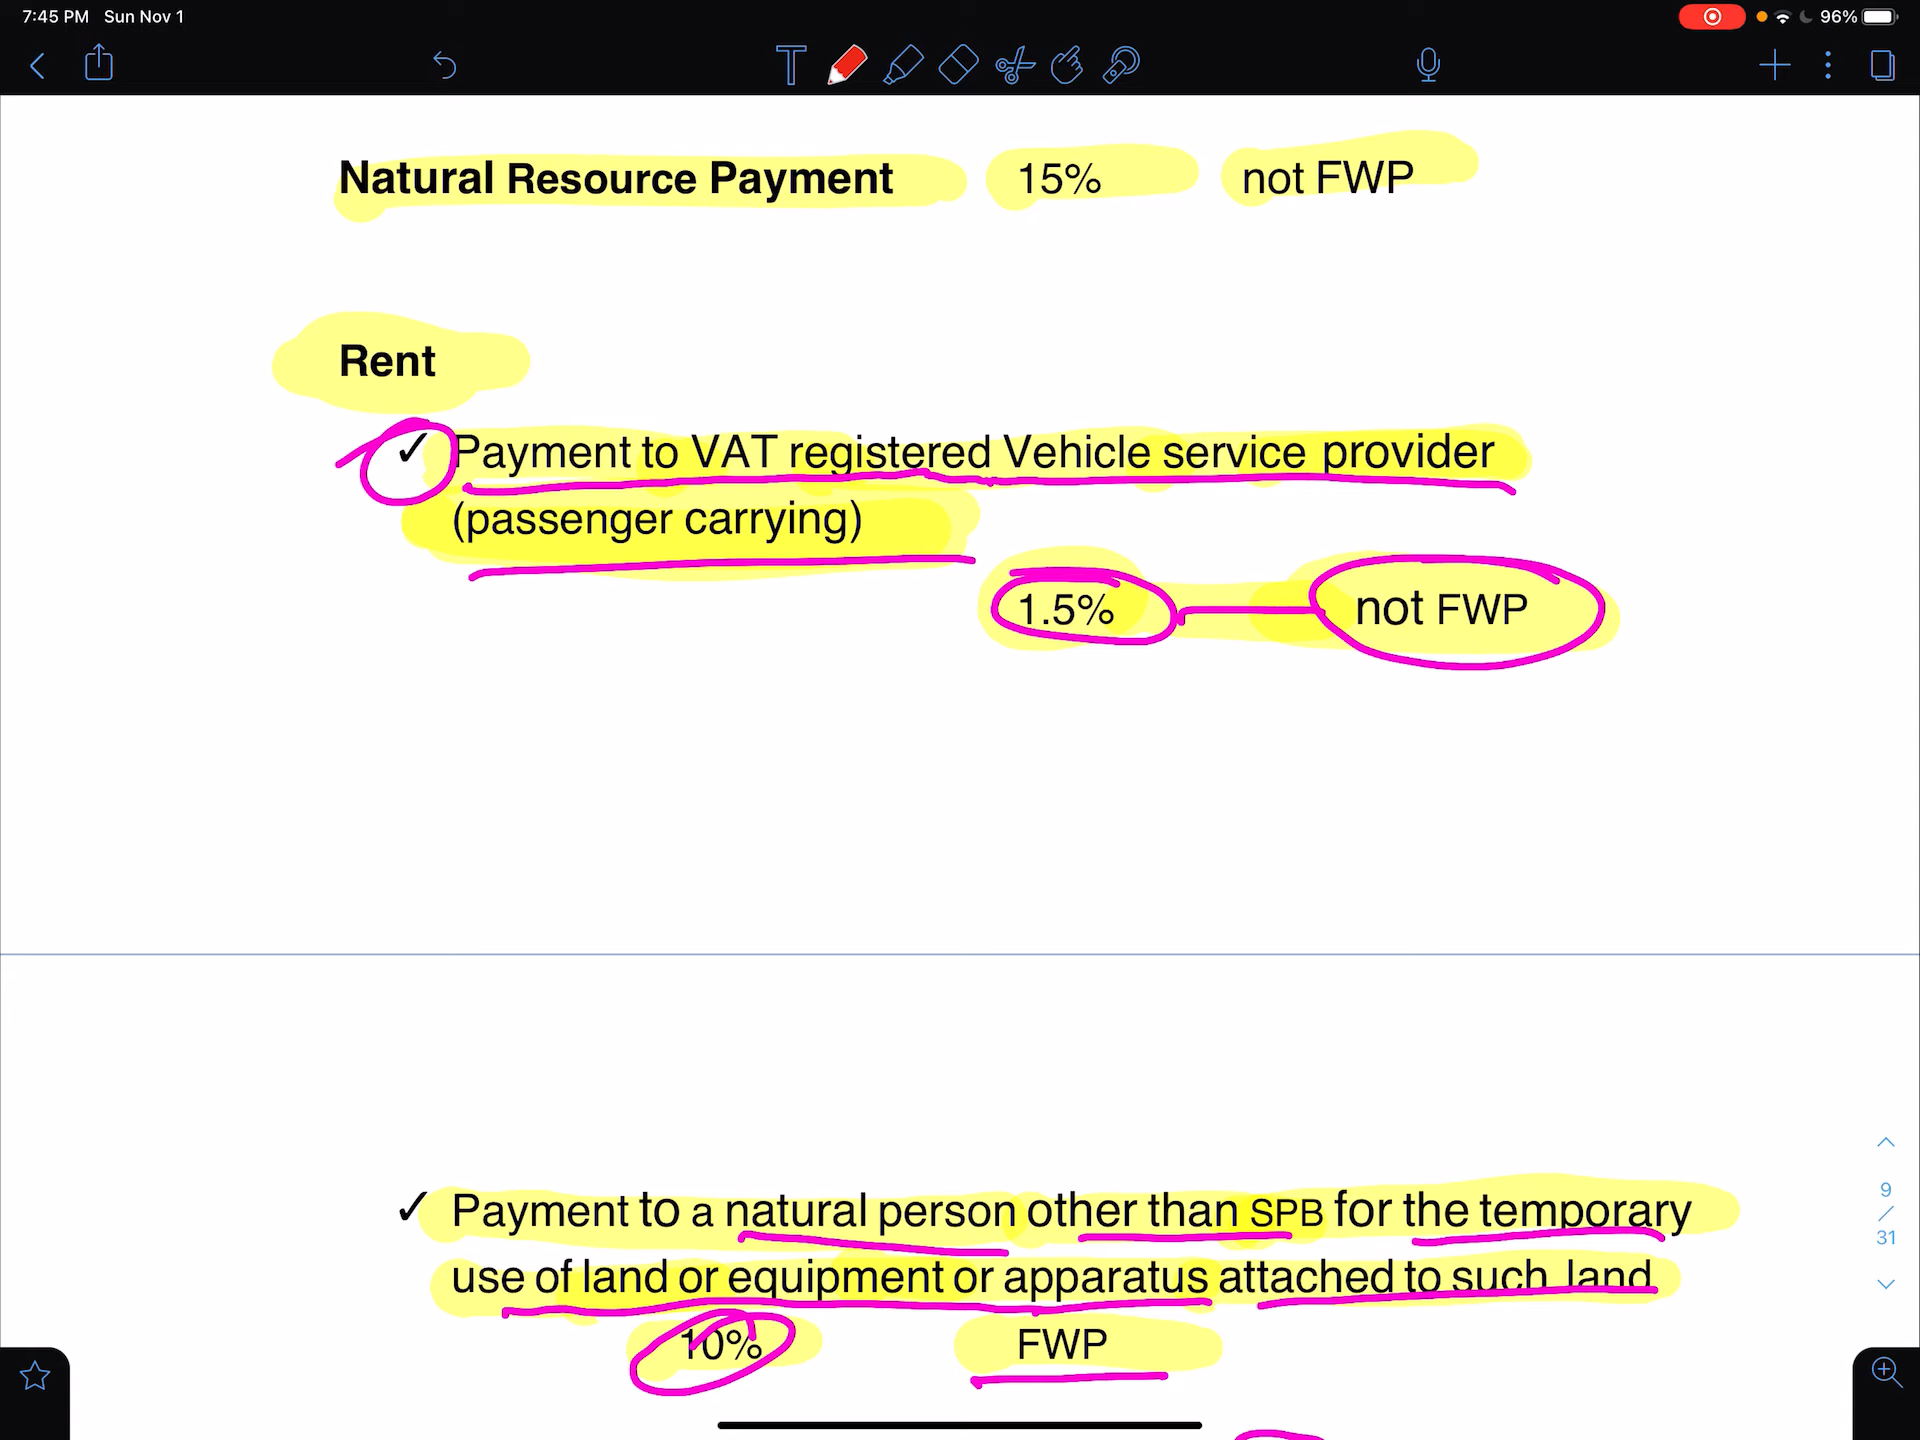 7:45 PM Sun Nov 1 96%
Natural Resource Payment 15% not FWP
Rent
✓ Payment to VAT registered Vehicle service provider
(passenger carrying)
1.5% not FWP
✓ Payment to a natural person other than SPB for the temporary
use of land or equipment or apparatus attached to such land
10% FWP
9
/
31